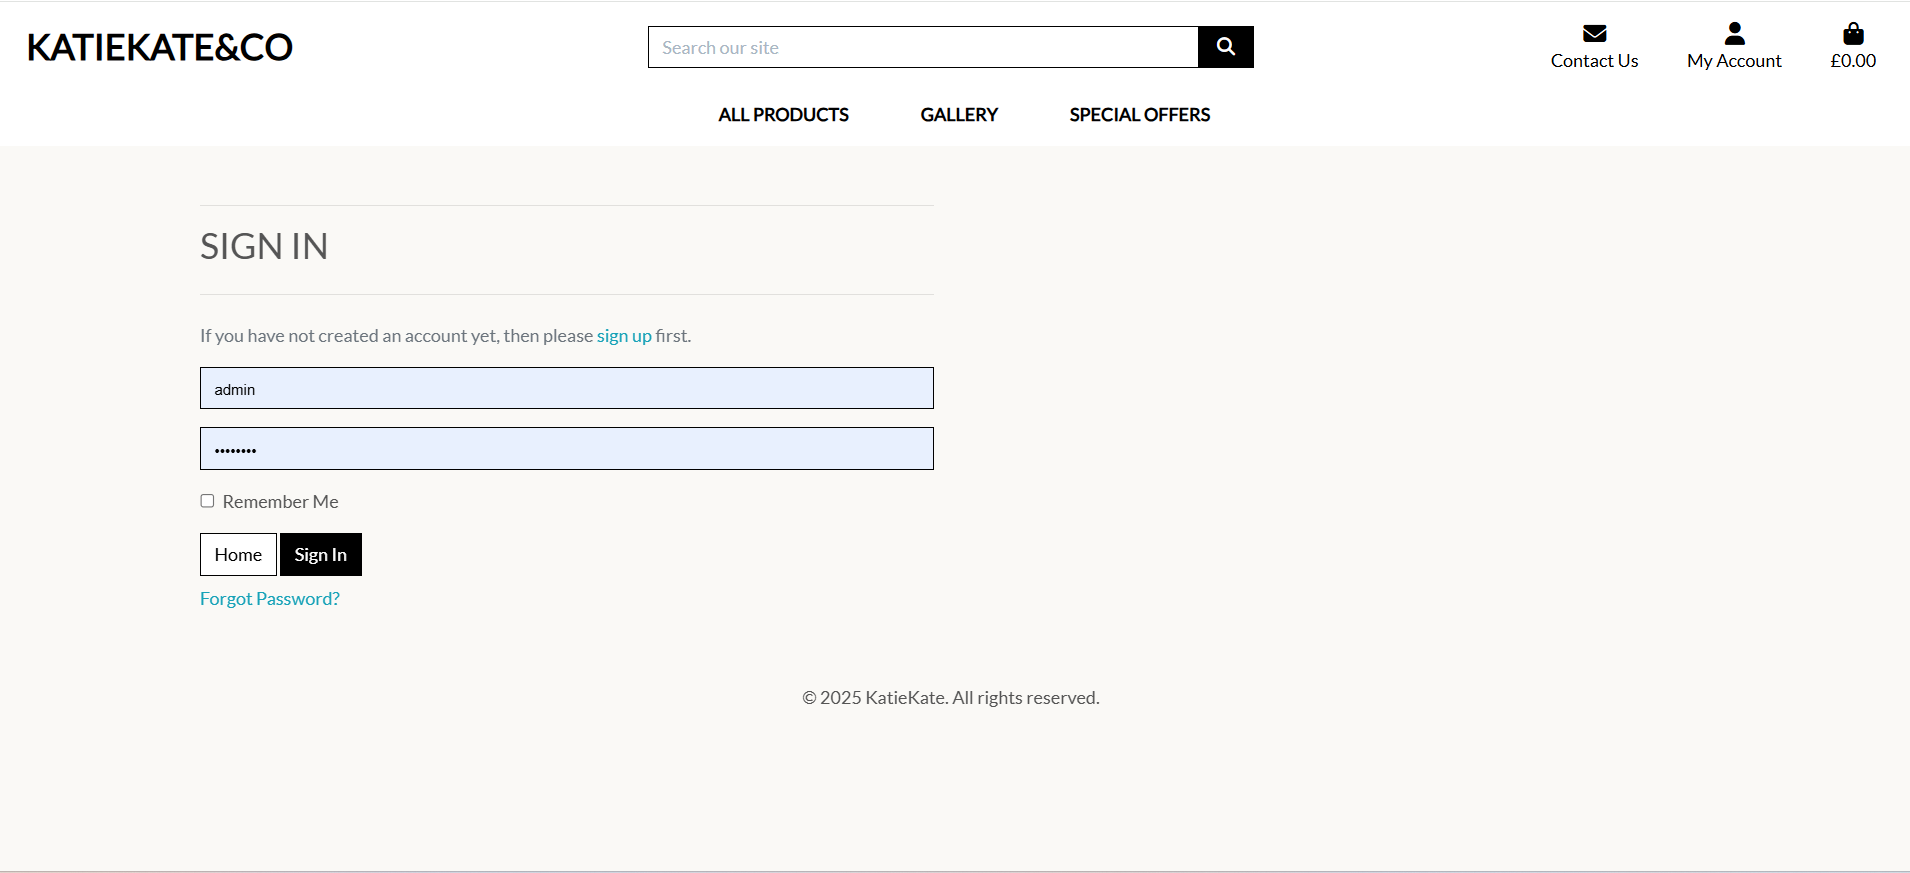 KATIEKATE&CO
Search our site
Contact Us
My Account
£0.00
ALL PRODUCTS
GALLERY
SPECIAL OFFERS
SIGN IN
If you have not created an account yet, then please sign up first.
admin
••••••••
Remember Me
Home
Sign In
Forgot Password?
© 2025 KatieKate. All rights reserved.